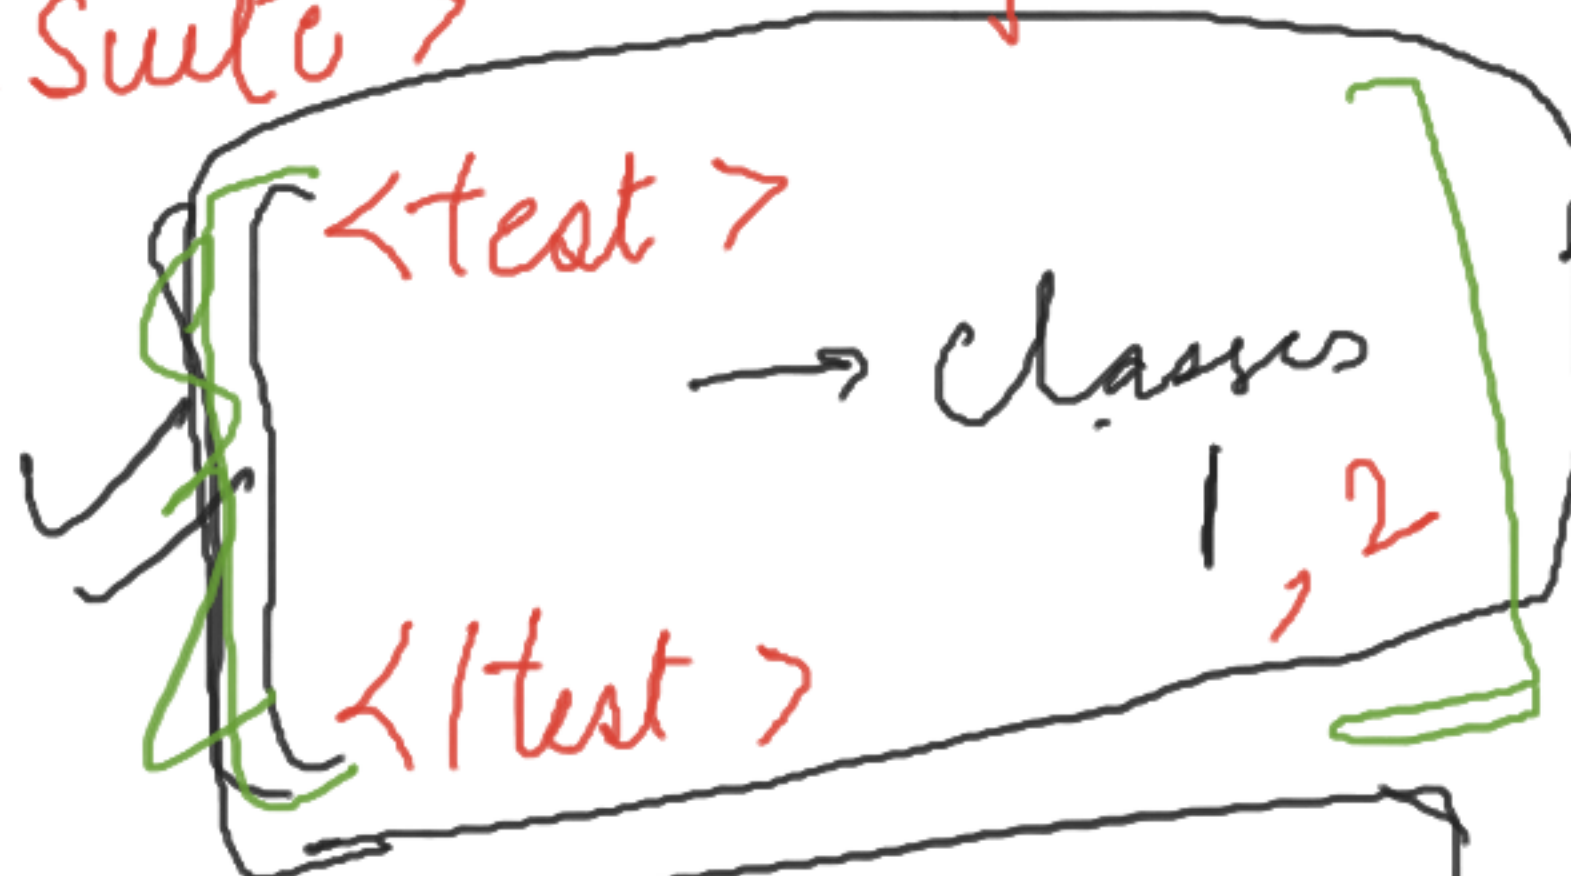 Suite >
<test >
→ classes
1 , 2
</test >